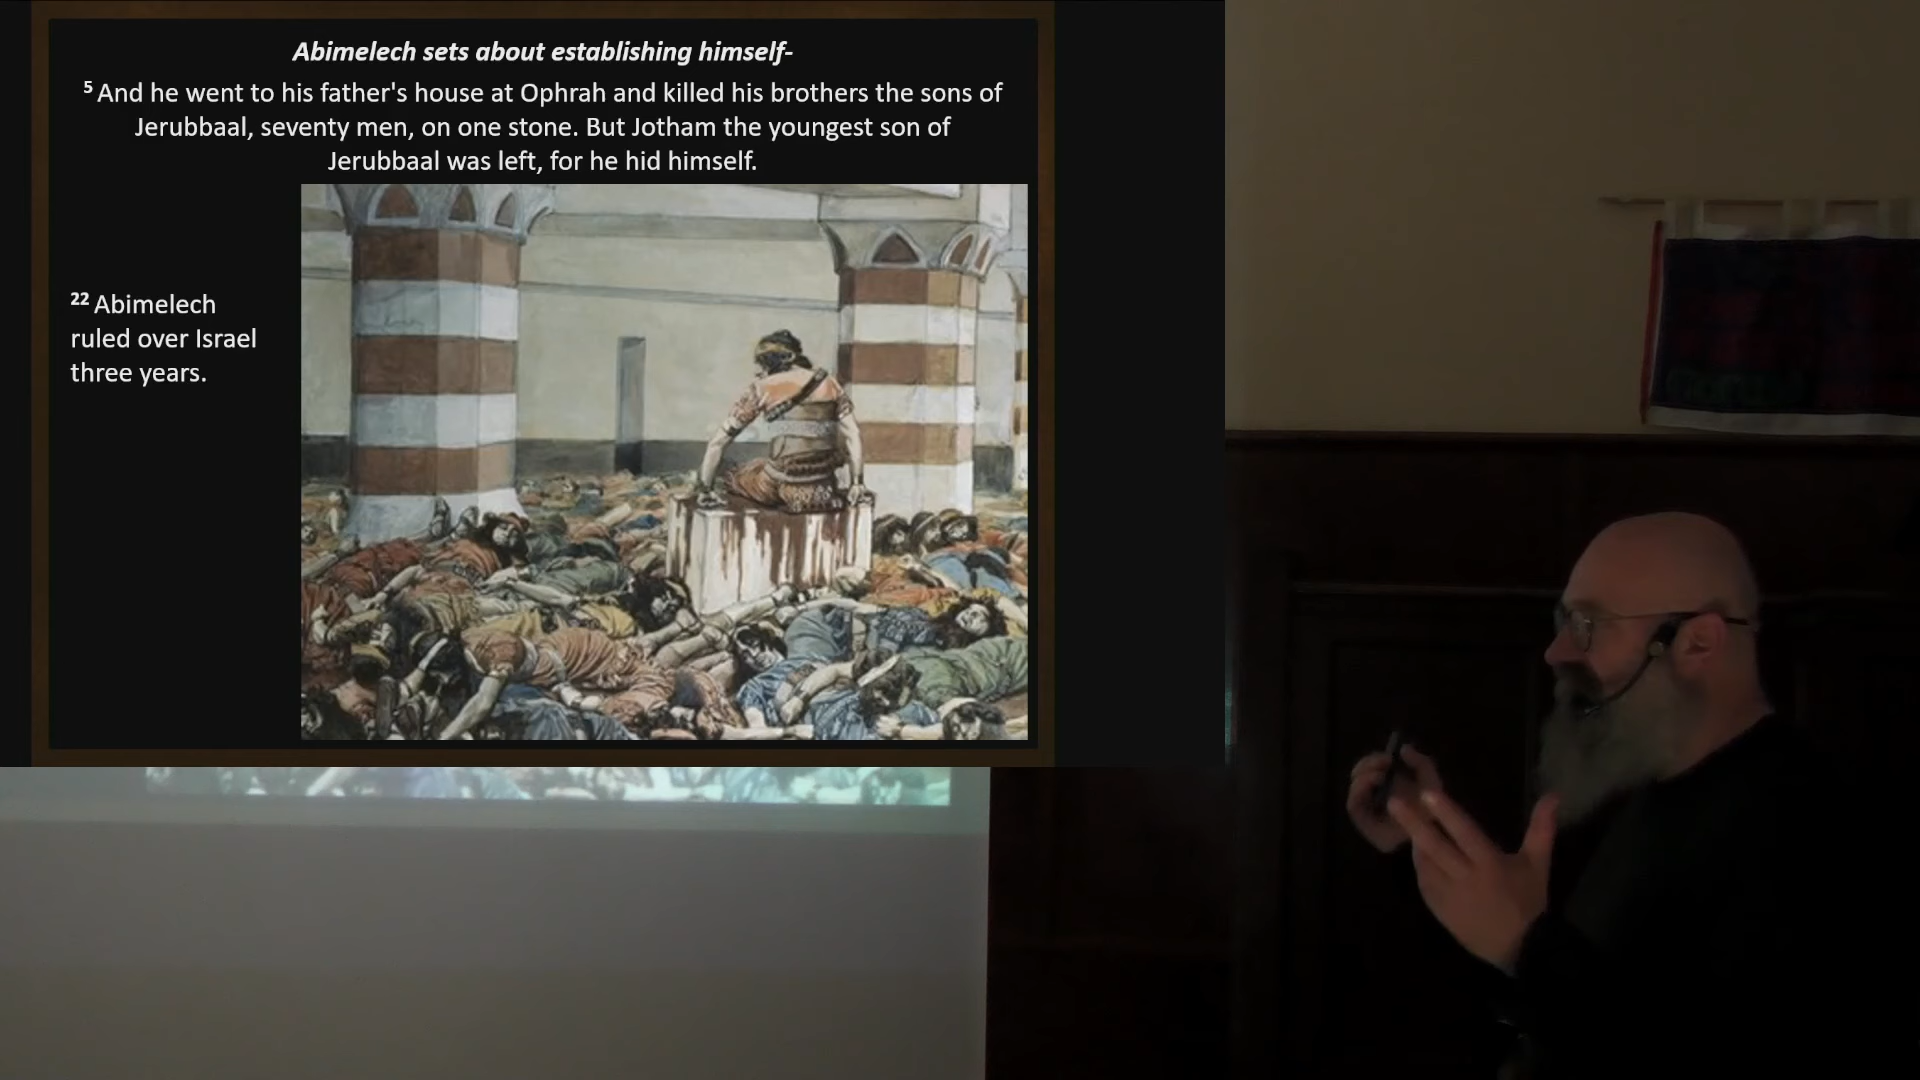 Abimelech sets about establishing himself-
5 And he went to his father's house at Ophrah and killed his brothers the sons of
Jerubbaal, seventy men, on one stone. But Jotham the youngest son of
Jerubbaal was left, for he hid himself.
22 Abimelech
ruled over Israel
three years.